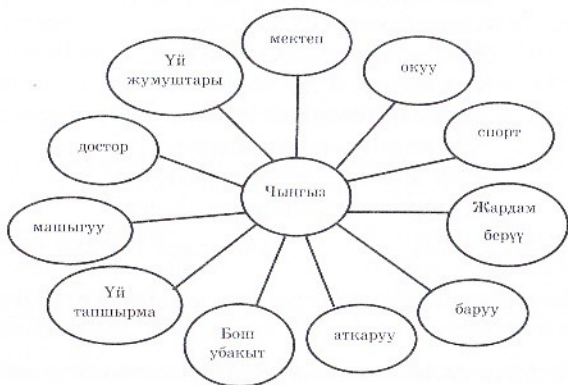 мектеп
Үй
жумуштары
окуу
достор
спорт
Чыңгыз
машыгуу
Жардам
берүү
Үй
тапшырма
баруу
Бош
убакыт
аткаруу